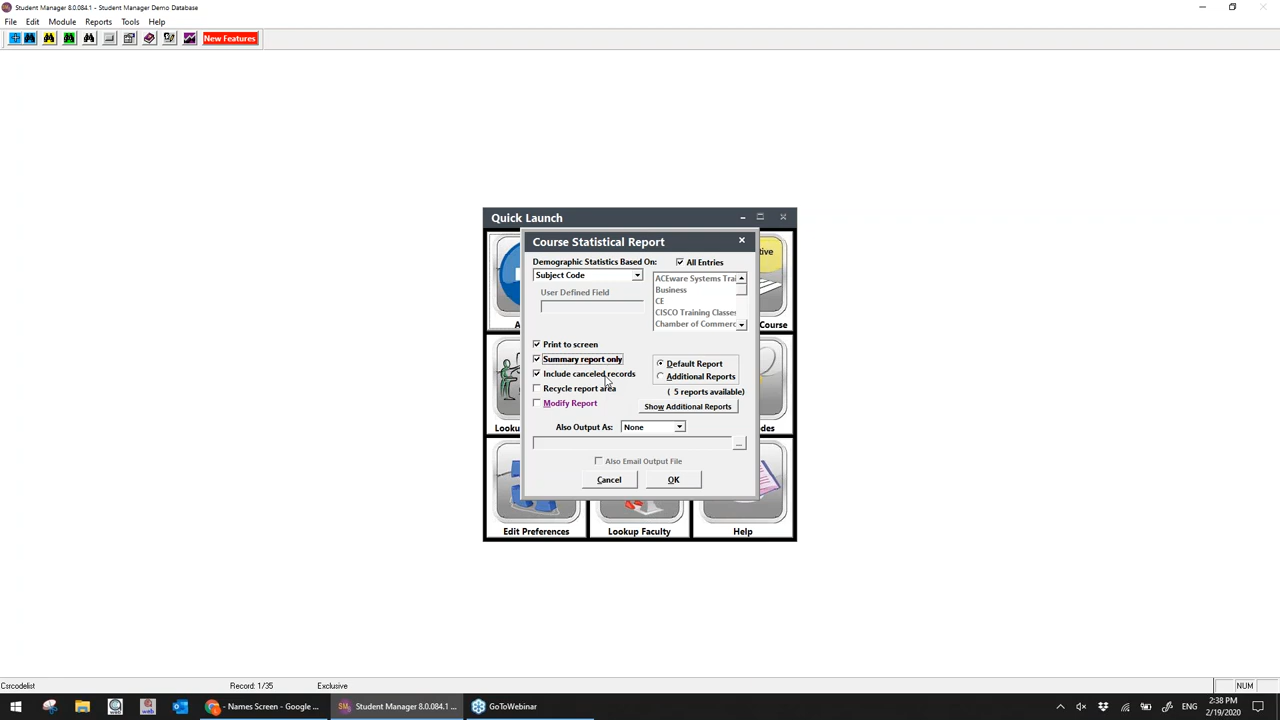 Student Manager 8.0.084.1 - Student Manager Demo Database
File Edit Module Reports Tools Help
New Features
Quick Launch
Course Statistical Report
Demographic Statistics Based On:
All Entries
Subject Code
User Defined Field
ACEware Systems Trai
Business
CE
CISCO Training Classes
Chamber of Commerc
Print to screen
Summary report only
Include canceled records
Recycle report area
Modify Report
Default Report
Additional Reports
( 5 reports available)
Show Additional Reports
Also Output As: None
...
Also Email Output File
Cancel OK
A
tive
Course
Looku
des
Edit Preferences Lookup Faculty Help
Csrcodelist Record: 1/35 Exclusive NUM
- Names Screen - Google ...
Student Manager 8.0.084.1 ...
GoToWebinar
ENG
2:38 PM
2/19/2020